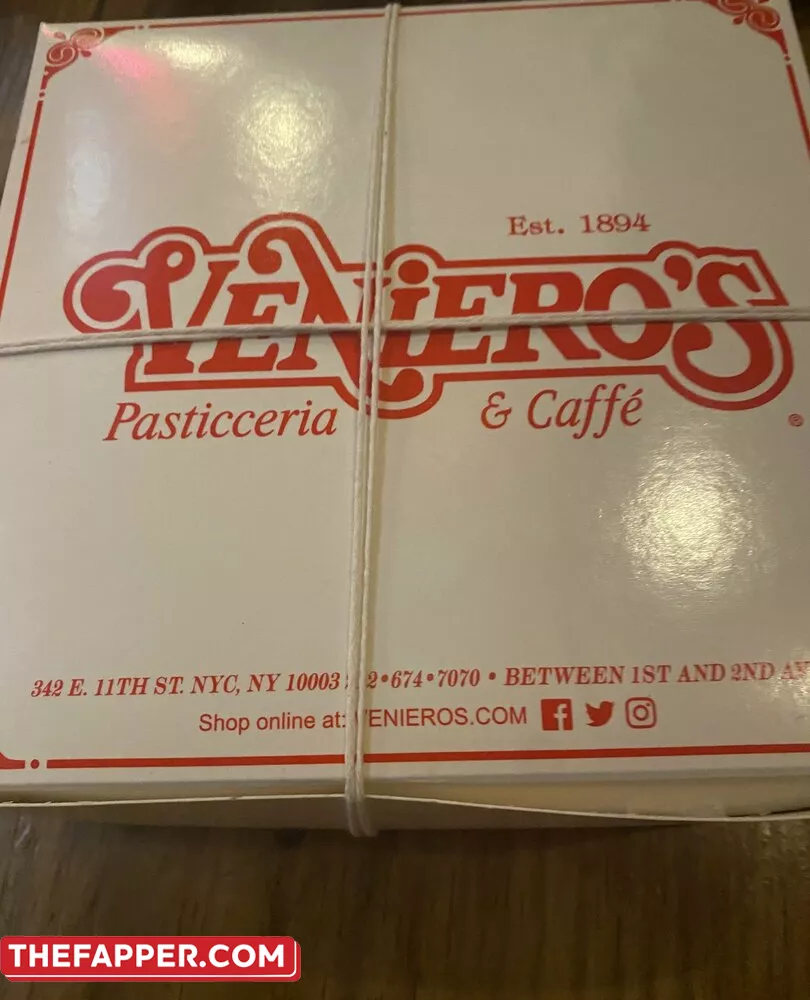 Est. 1894
VENIERO'S
Pasticceria & Caffé
®
342 E. 11TH ST. NYC, NY 10003 2•674•7070 • BETWEEN 1ST AND 2ND
Shop online at: VENIEROS.COM
THEFAPPER.COM